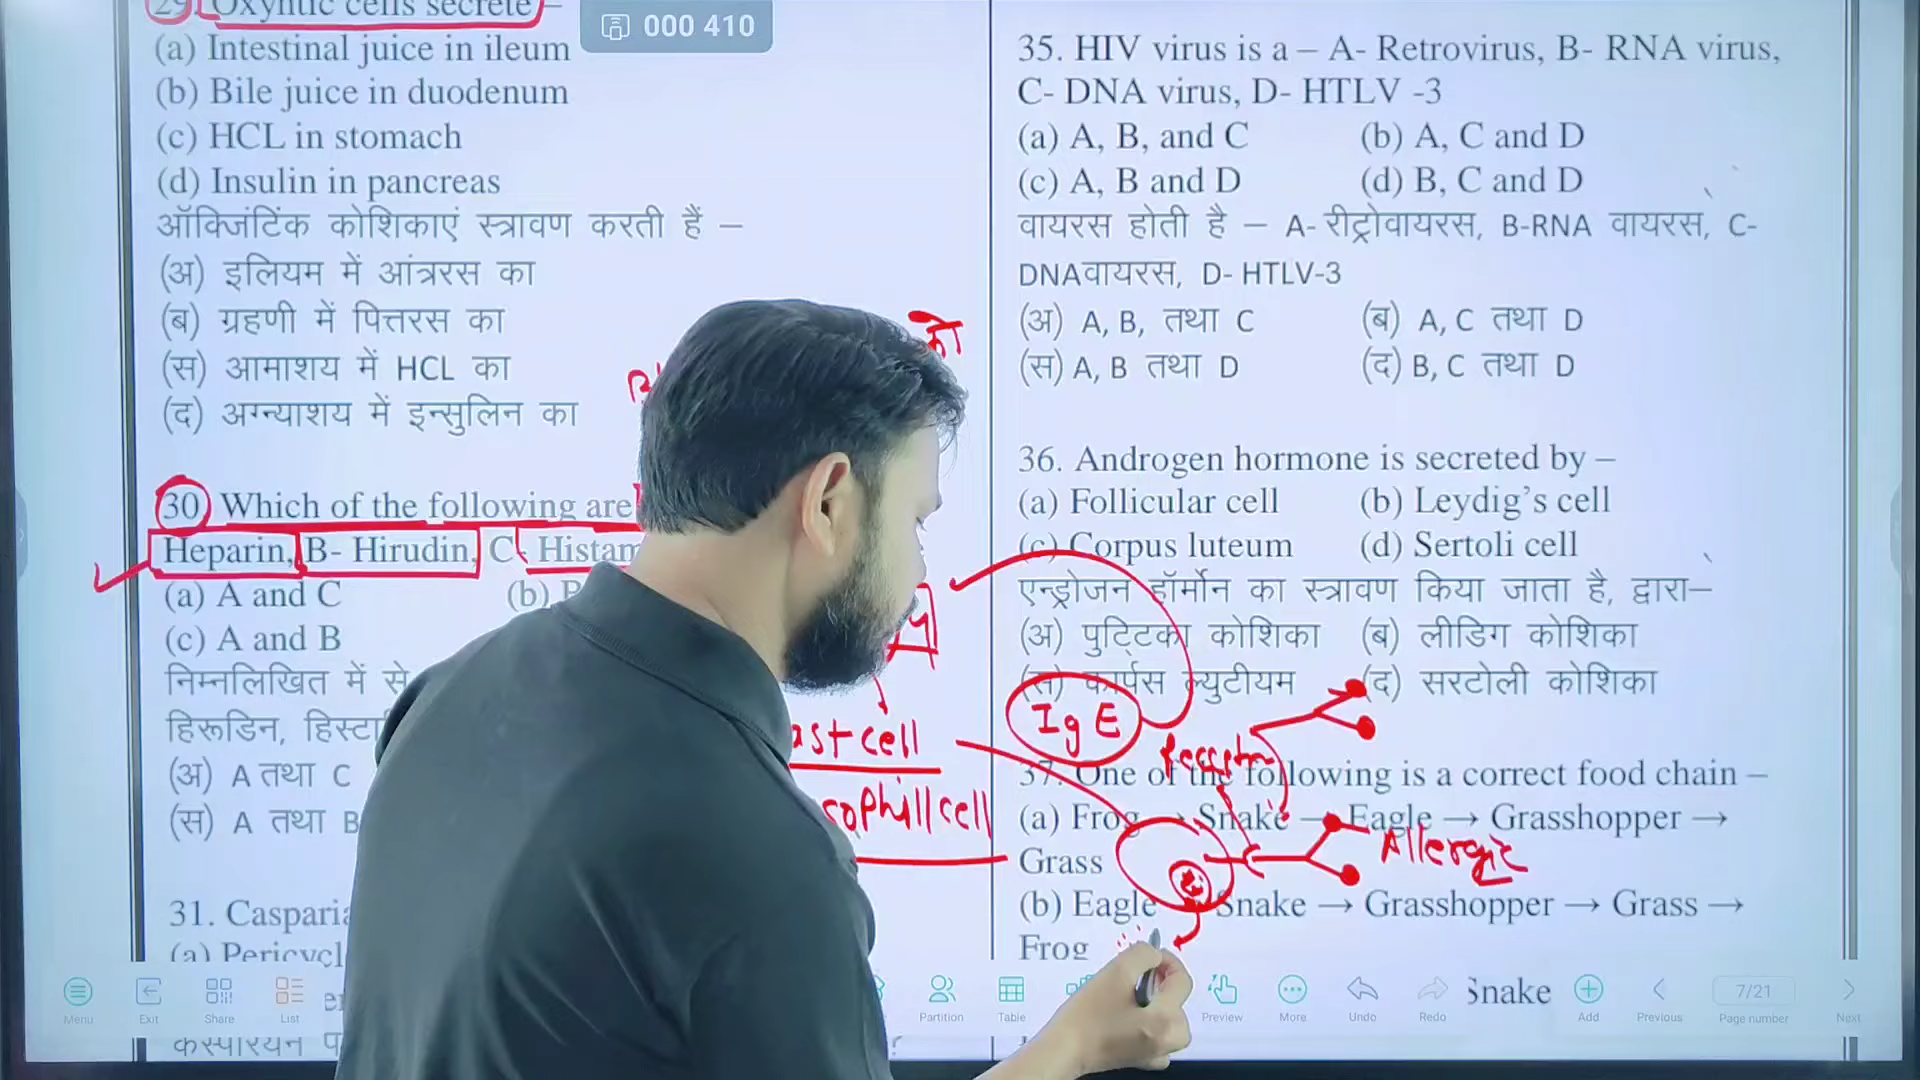 29. Oxyntic cells secrete –
(a) Intestinal juice in ileum
(b) Bile juice in duodenum
(c) HCL in stomach
(d) Insulin in pancreas
ऑक्जिंटिंक कोशिकाएं स्त्रावण करती हैं –
(अ) इलियम में आंत्ररस का
(ब) ग्रहणी में पित्तरस का
(स) आमाशय में HCL का
(द) अग्न्याशय में इन्सुलिन का
30 Which of the following are
Heparin, B- Hirudin, C-
(a) A and C
(b)
(c) A and B
निम्नलिखित में से
हिरूडिन,
(अ) A तथा C
(स) A तथा B
31.
(a)
000 410
35. HIV virus is a – A- Retrovirus, B- RNA virus,
C- DNA virus, D- HTLV -3
(a) A, B, and C (b) A, C and D
(c) A, B and D (d) B, C and D
वायरस होती है – A- रीट्रोवायरस, B-RNA वायरस, C-
DNAवायरस, D- HTLV-3
(अ) A, B, तथा C (ब) A, C तथा D
(स) A, B तथा D (द) B, C तथा D
36. Androgen hormone is secreted by –
(a) Follicular cell (b) Leydig’s cell
(c) Corpus luteum (d) Sertoli cell
एन्ड्रोजन हॉर्मोन का स्त्रावण किया जाता है, द्वारा–
(अ) पुट्टिका कोशिका (ब) लीडिग कोशिका
(स) कार्पस ल्युटीयम (द) सरटोली कोशिका
IgE
cell
cell
37. One of the following is a correct food chain –
(a) Frog → Snake → Eagle → Grasshopper →
Grass
Allergic
(b) Eagle → Snake → Grasshopper → Grass →
Frog
Snake
Menu
Exit
Share
List
Partition
Table
Preview
More
Undo
Redo
Add
Previous
7/21
Page number
Next